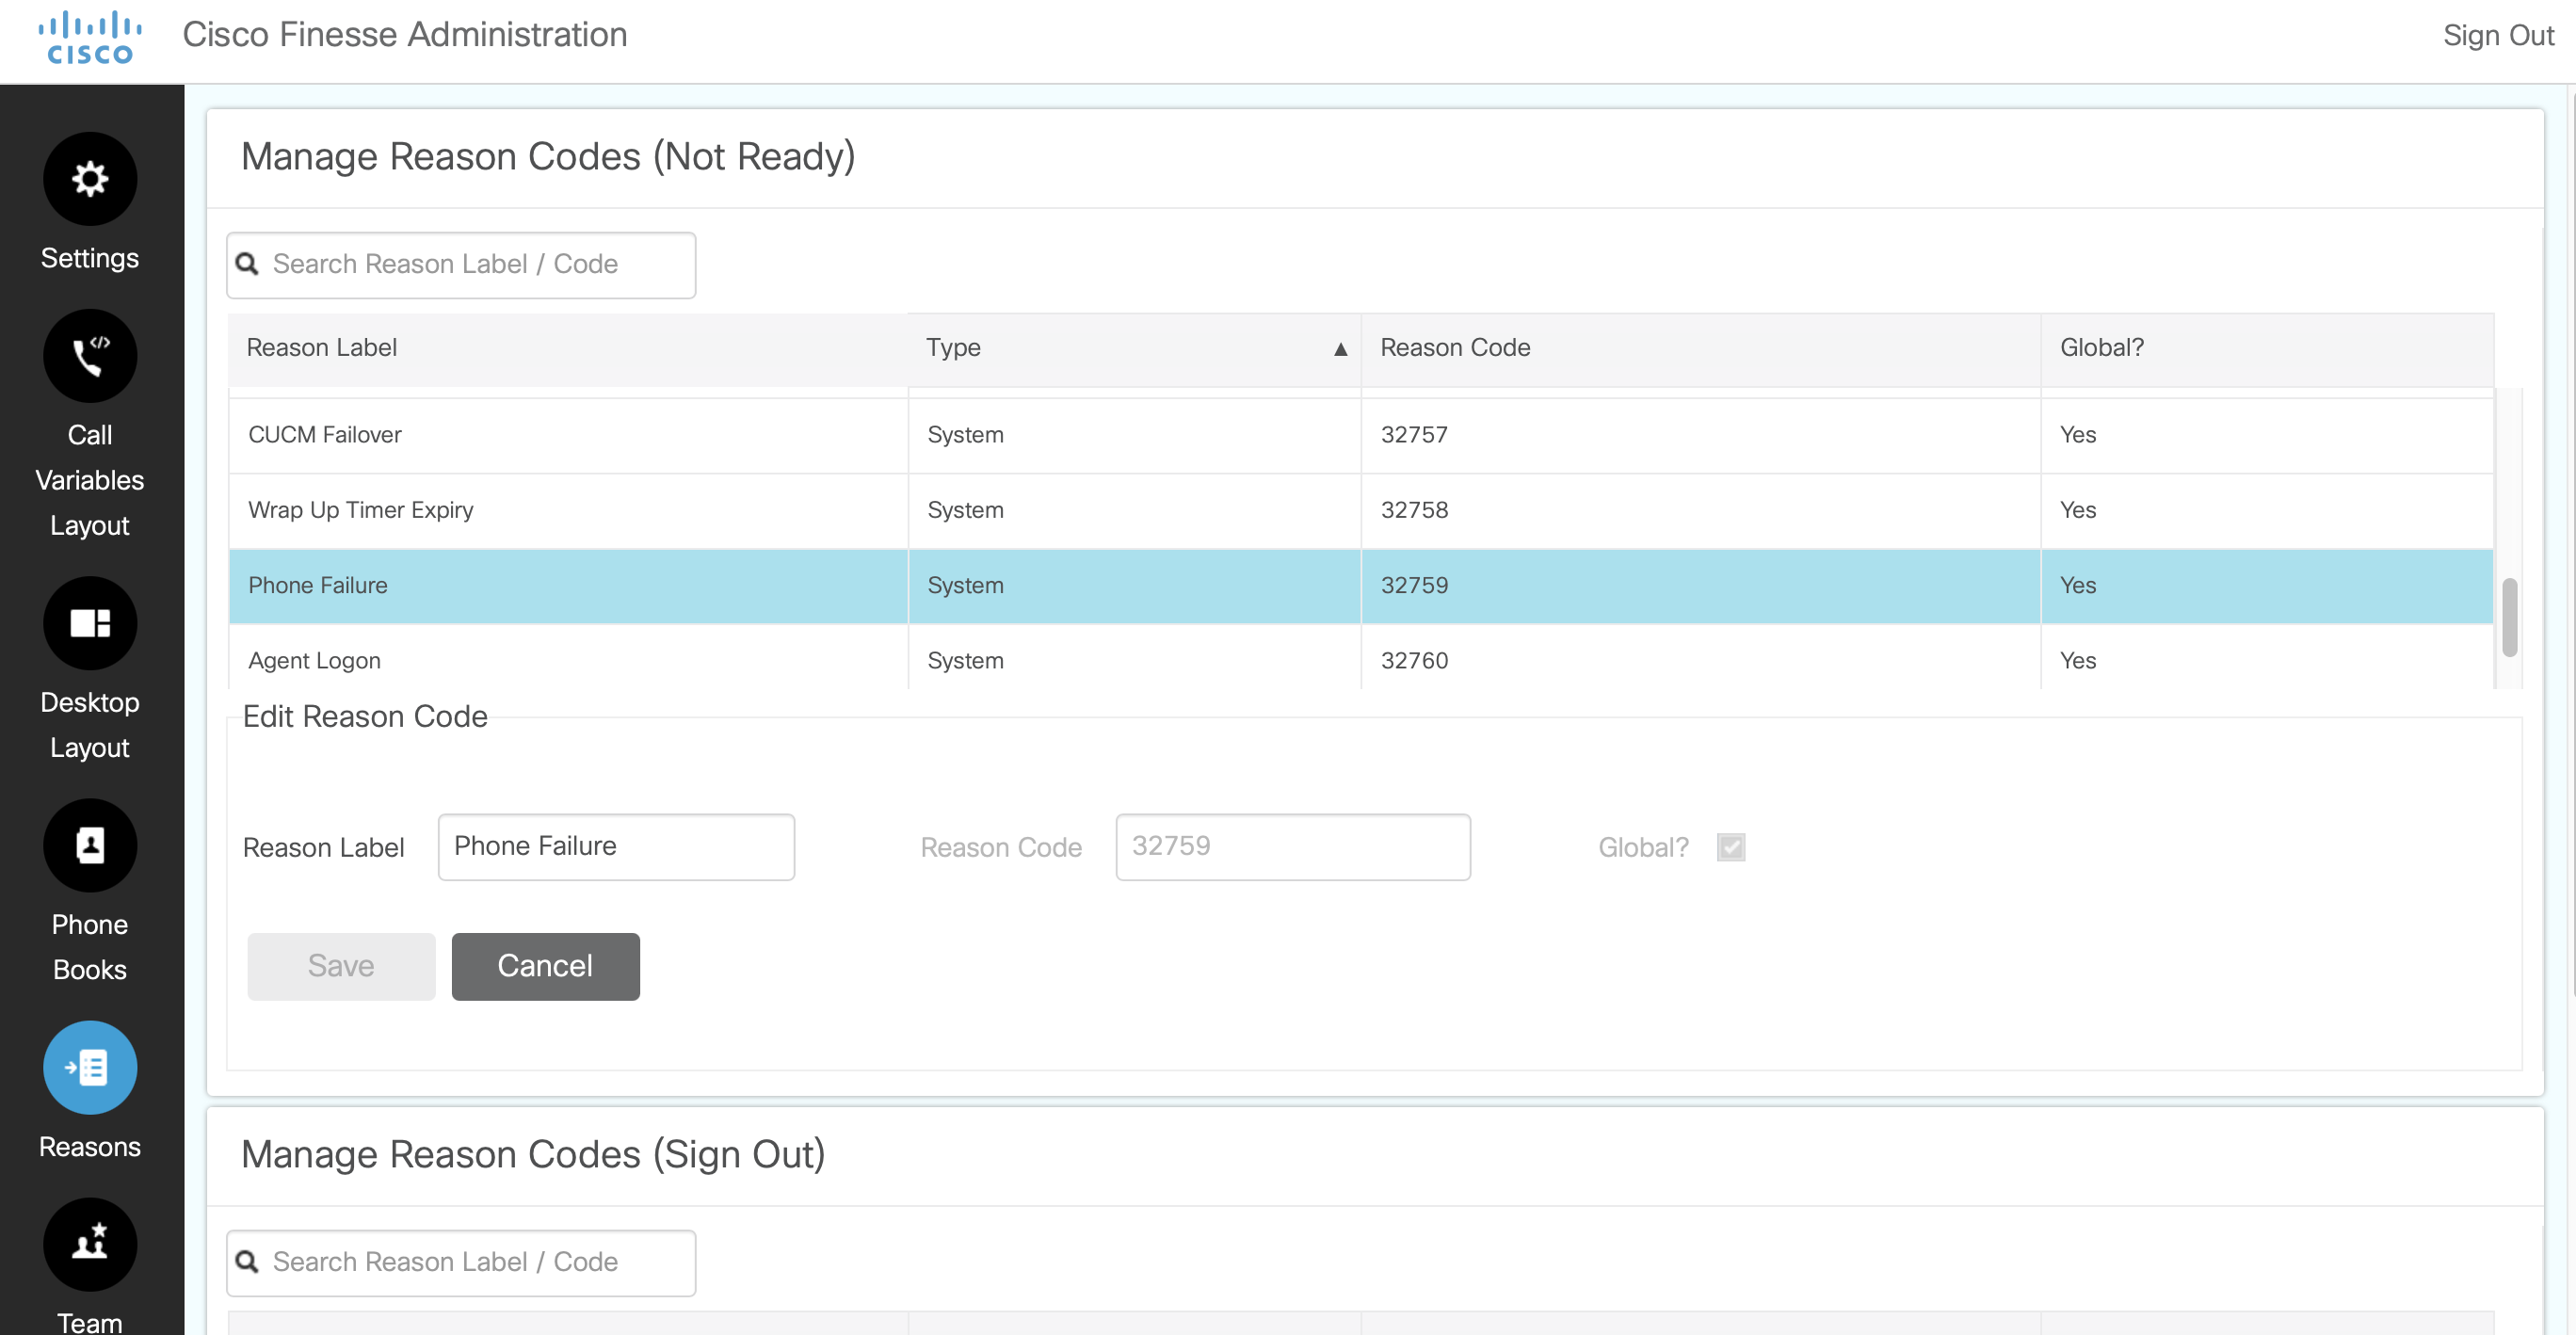 CISCO
Cisco Finesse Administration
Sign Out
Settings
Call
Variables
Layout
Desktop
Layout
Phone
Books
Reasons
Team
Manage Reason Codes (Not Ready)
Search Reason Label / Code
Reason Label Type ▲ Reason Code Global?
CUCM Failover System 32757 Yes
Wrap Up Timer Expiry System 32758 Yes
Phone Failure System 32759 Yes
Agent Logon System 32760 Yes
Edit Reason Code
Reason Label Phone Failure Reason Code 32759 Global?
Save Cancel
Manage Reason Codes (Sign Out)
Search Reason Label / Code